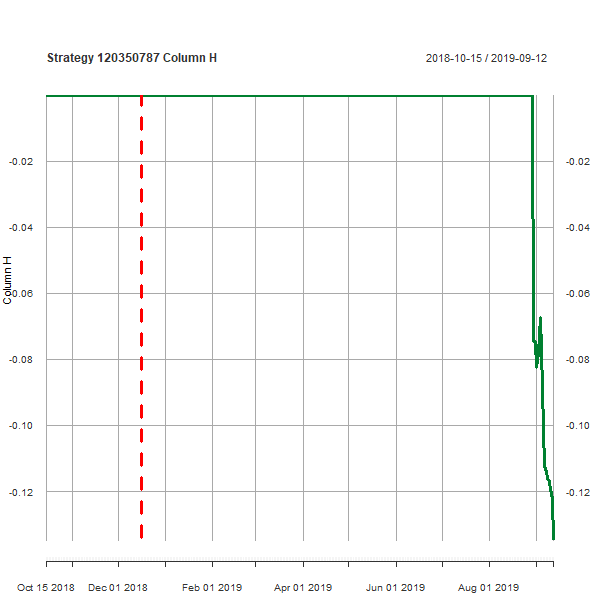 Strategy 120350787 Column H
2018-10-15 / 2019-09-12
-0.02
-0.02
-0.04
-0.04
Column H
-0.06
-0.06
-0.08
-0.08
-0.10
-0.10
-0.12
-0.12
Oct 15 2018
Dec 01 2018
Feb 01 2019
Apr 01 2019
Jun 01 2019
Aug 01 2019